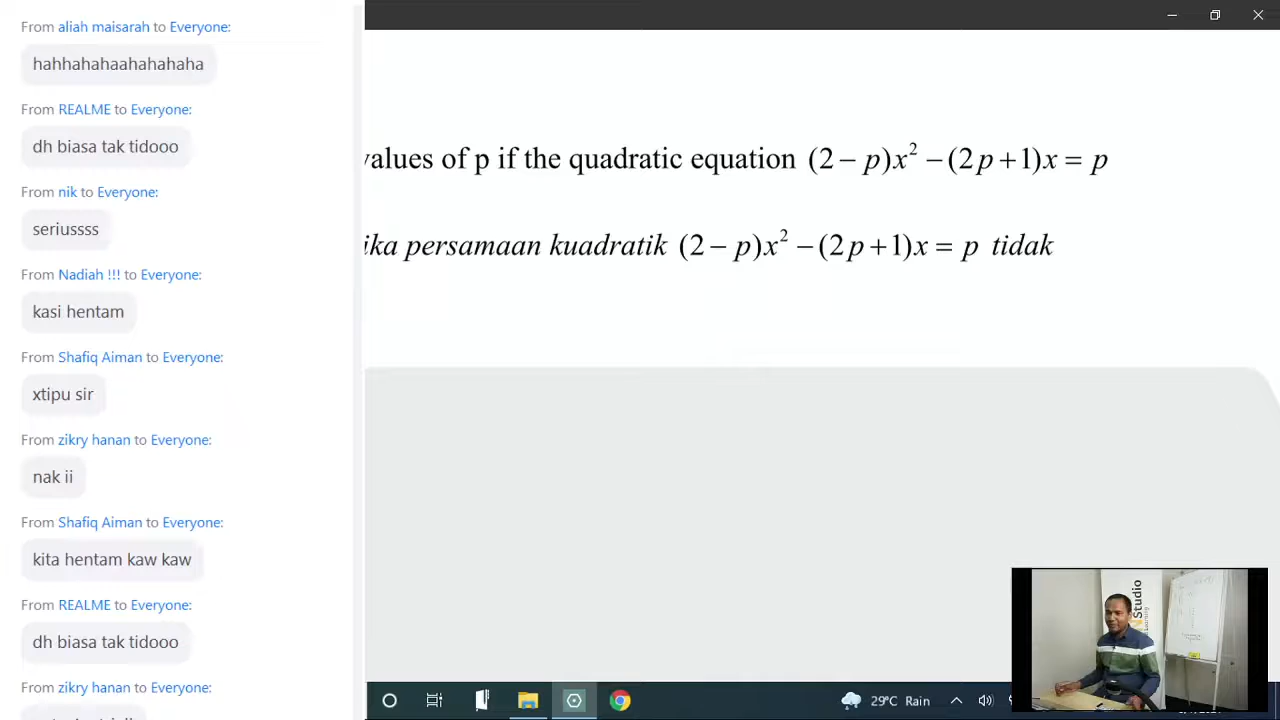 From aliah maisarah to Everyone:
hahhahahaahahahaha
From REALME to Everyone:
dh biasa tak tidooo
From nik to Everyone:
seriussss
From Nadiah !!! to Everyone:
kasi hentam
From Shafiq Aiman to Everyone:
xtipu sir
From zikry hanan to Everyone:
nak ii
From Shafiq Aiman to Everyone:
kita hentam kaw kaw
From REALME to Everyone:
dh biasa tak tidooo
From zikry hanan to Everyone:
values of p if the quadratic equation (2 − p)x² − (2p + 1)x = p
ika persamaan kuadratik (2 − p)x² − (2p + 1)x = p tidak
Studio
29°C Rain